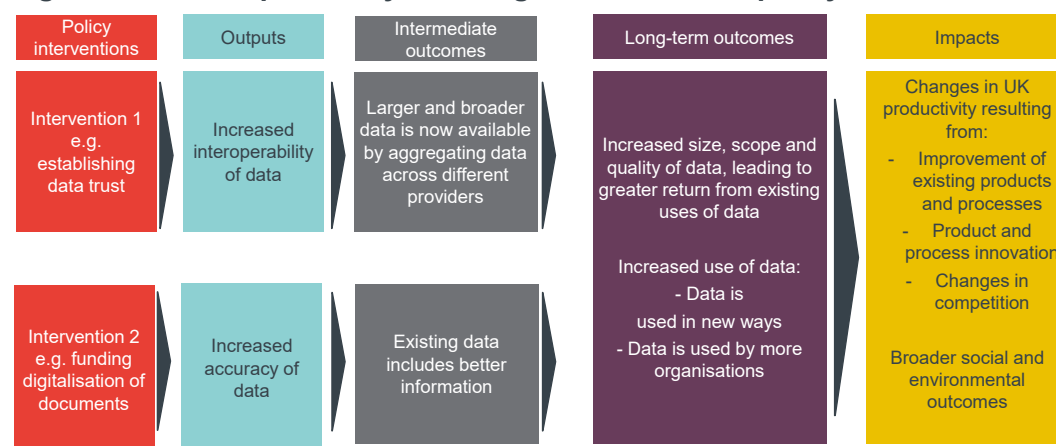 Policy
interventions
Outputs
Intermediate
outcomes
Long-term outcomes
Impacts
Intervention 1
e.g.
establishing
data trust
Increased
interoperability
of data
Larger and broader
data is now available
by aggregating data
across different
providers
Intervention 2
e.g. funding
digitalisation of
documents
Increased
accuracy of
data
Existing data
includes better
information
Increased size, scope and
quality of data, leading to
greater return from existing
uses of data
Increased use of data:
- Data is
used in new ways
- Data is used by more
organisations
Changes in UK
productivity resulting
from:
- Improvement of
existing products
and processes
- Product and
process innovation
- Changes in
competition
Broader social and
environmental
outcomes